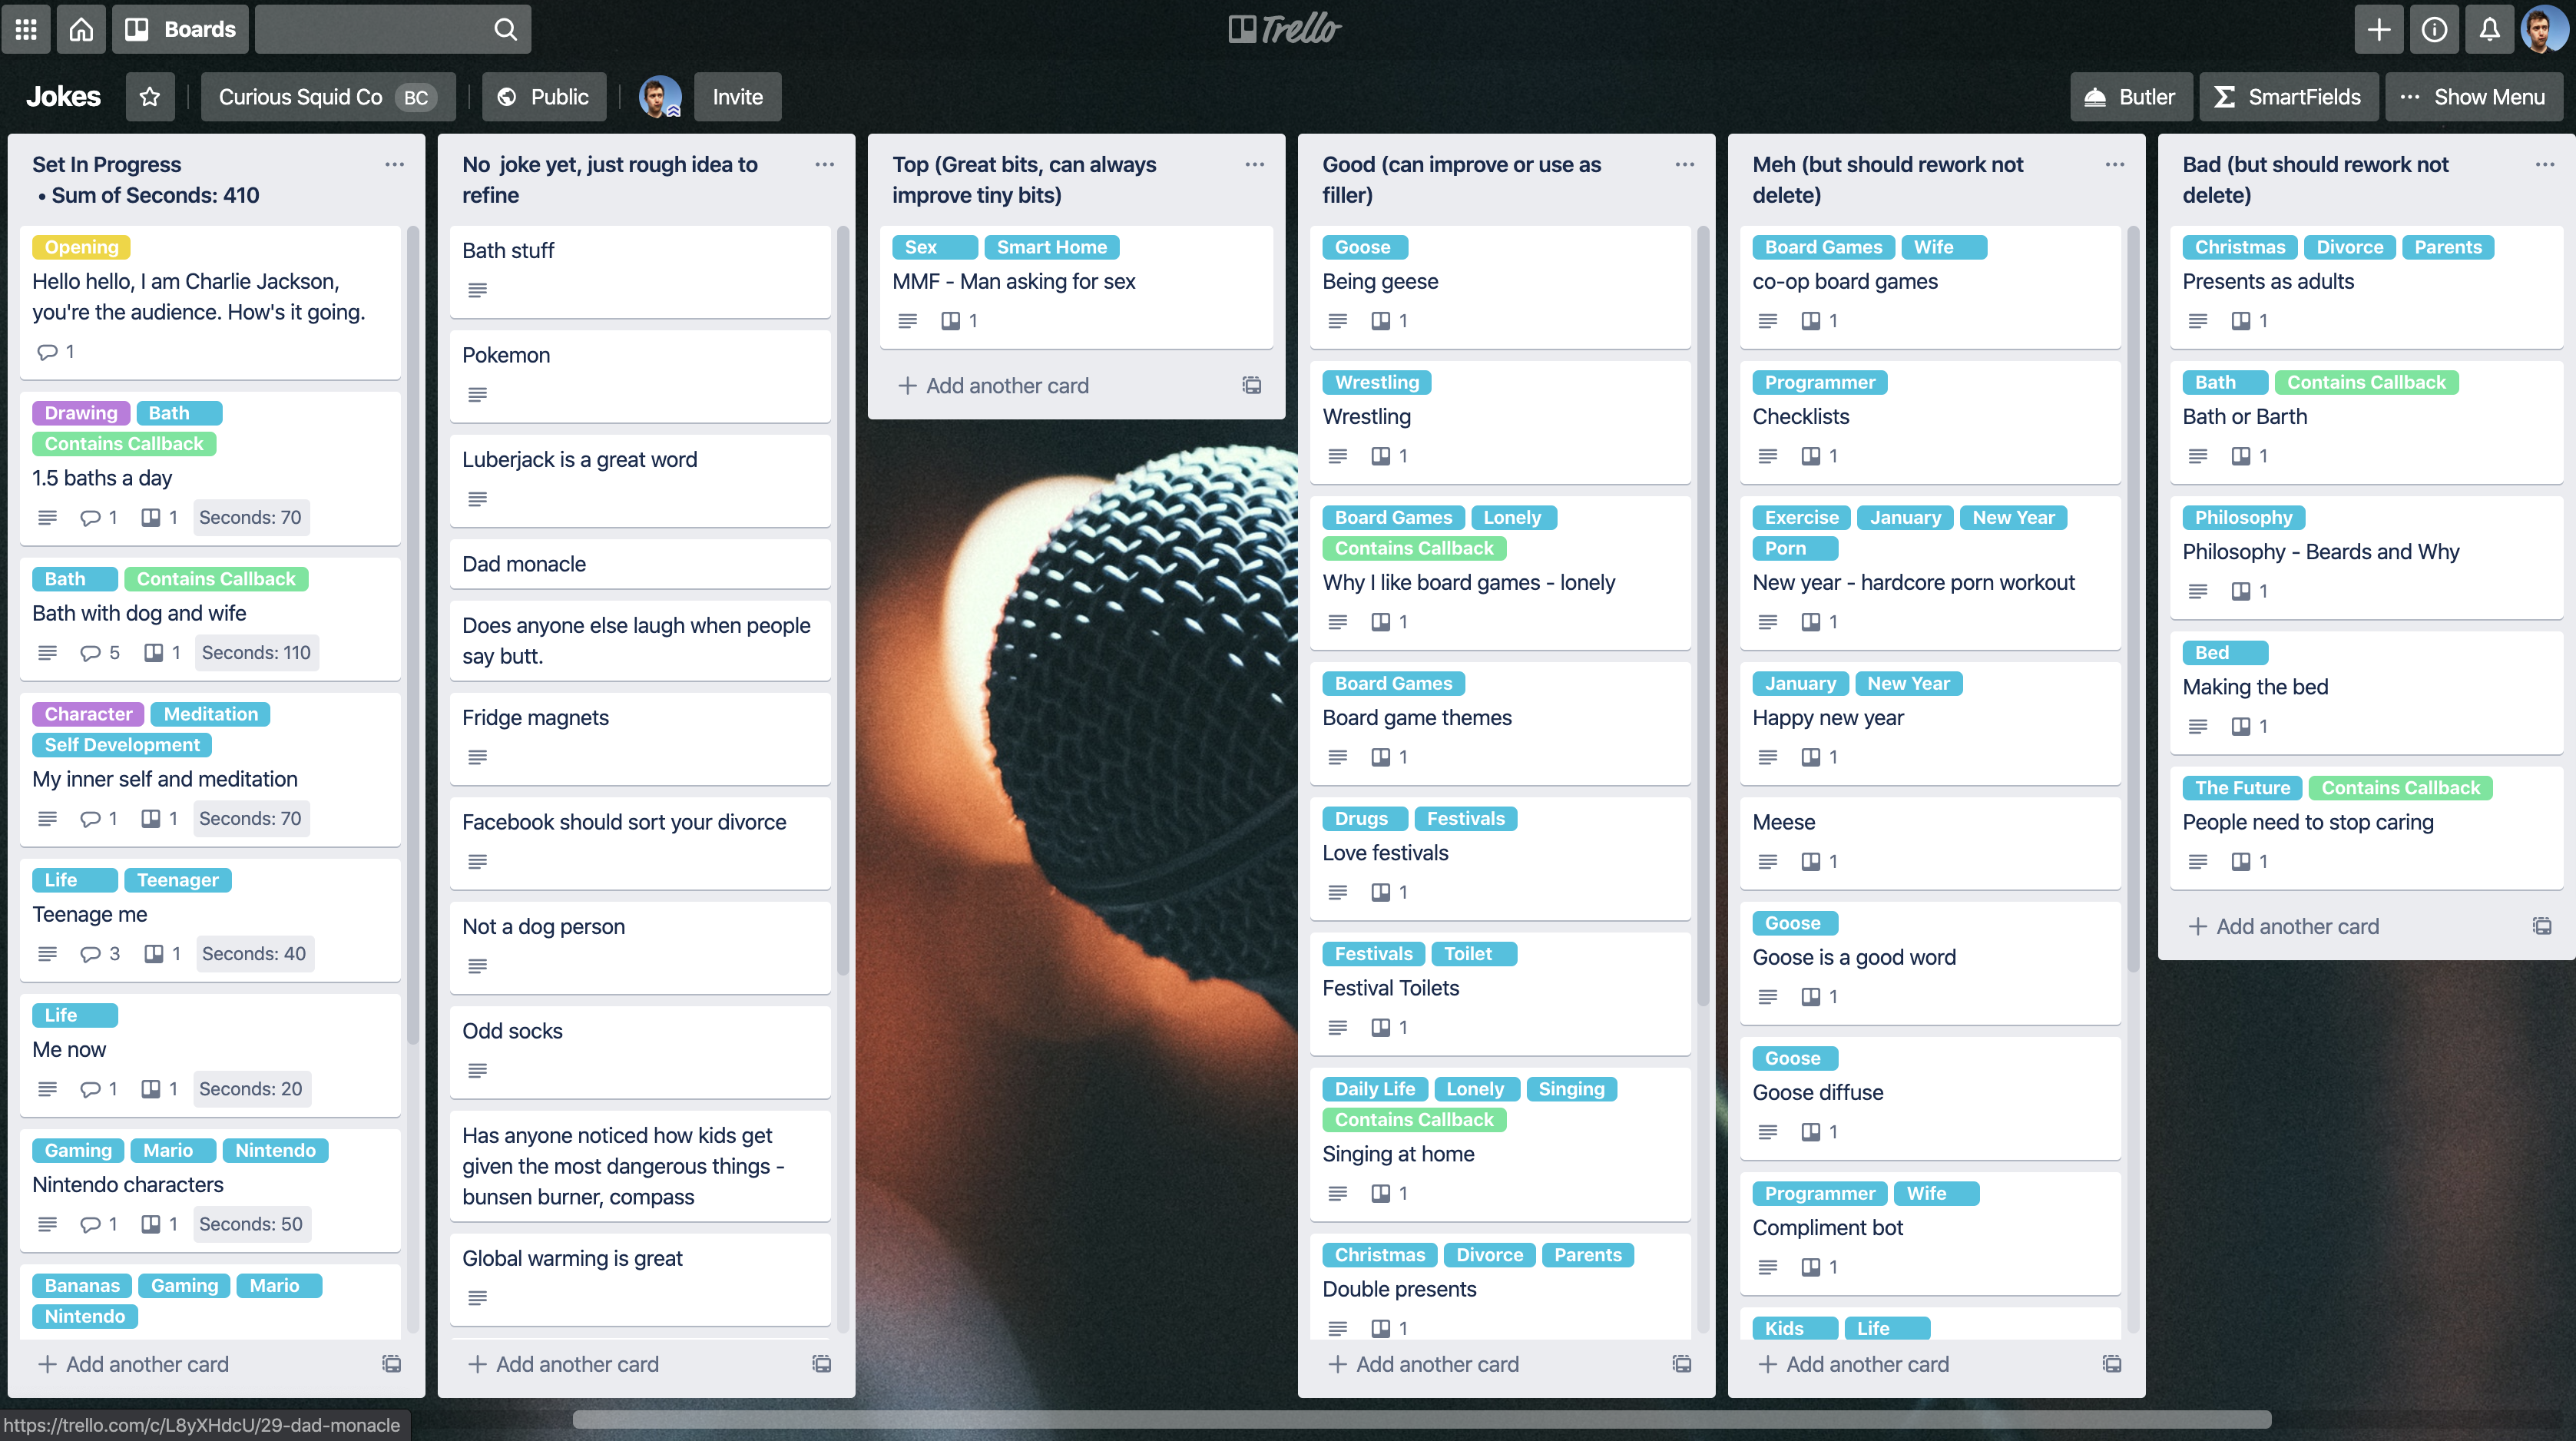 Boards
Trello
Jokes
Curious Squid Co BC
Public
Invite
Butler
SmartFields
··· Show Menu
Set In Progress
• Sum of Seconds: 410
Opening
Hello hello, I am Charlie Jackson,
you're the audience. How's it going.
1
Drawing Bath
Contains Callback
1.5 baths a day
1 1 Seconds: 70
Bath Contains Callback
Bath with dog and wife
5 1 Seconds: 110
Character Meditation
Self Development
My inner self and meditation
1 1 Seconds: 70
Life Teenager
Teenage me
3 1 Seconds: 40
Life
Me now
1 1 Seconds: 20
Gaming Mario Nintendo
Nintendo characters
1 1 Seconds: 50
Bananas Gaming Mario
Nintendo
+ Add another card
No joke yet, just rough idea to
refine
Bath stuff
Pokemon
Luberjack is a great word
Dad monacle
Does anyone else laugh when people
say butt.
Fridge magnets
Facebook should sort your divorce
Not a dog person
Odd socks
Has anyone noticed how kids get
given the most dangerous things -
bunsen burner, compass
Global warming is great
+ Add another card
Top (Great bits, can always
improve tiny bits)
Sex Smart Home
MMF - Man asking for sex
1
+ Add another card
Good (can improve or use as
filler)
Goose
Being geese
1
Wrestling
Wrestling
1
Board Games Lonely
Contains Callback
Why I like board games - lonely
1
Board Games
Board game themes
1
Drugs Festivals
Love festivals
1
Festivals Toilet
Festival Toilets
1
Daily Life Lonely Singing
Contains Callback
Singing at home
1
Christmas Divorce Parents
Double presents
1
+ Add another card
Meh (but should rework not
delete)
Board Games Wife
co-op board games
1
Programmer
Checklists
1
Exercise January New Year
Porn
New year - hardcore porn workout
1
January New Year
Happy new year
1
Meese
1
Goose
Goose is a good word
1
Goose
Goose diffuse
1
Programmer Wife
Compliment bot
1
Kids Life
+ Add another card
Bad (but should rework not
delete)
Christmas Divorce Parents
Presents as adults
1
Bath Contains Callback
Bath or Barth
1
Philosophy
Philosophy - Beards and Why
1
Bed
Making the bed
1
The Future Contains Callback
People need to stop caring
1
+ Add another card
https://trello.com/c/L8yXHdcU/29-dad-monacle